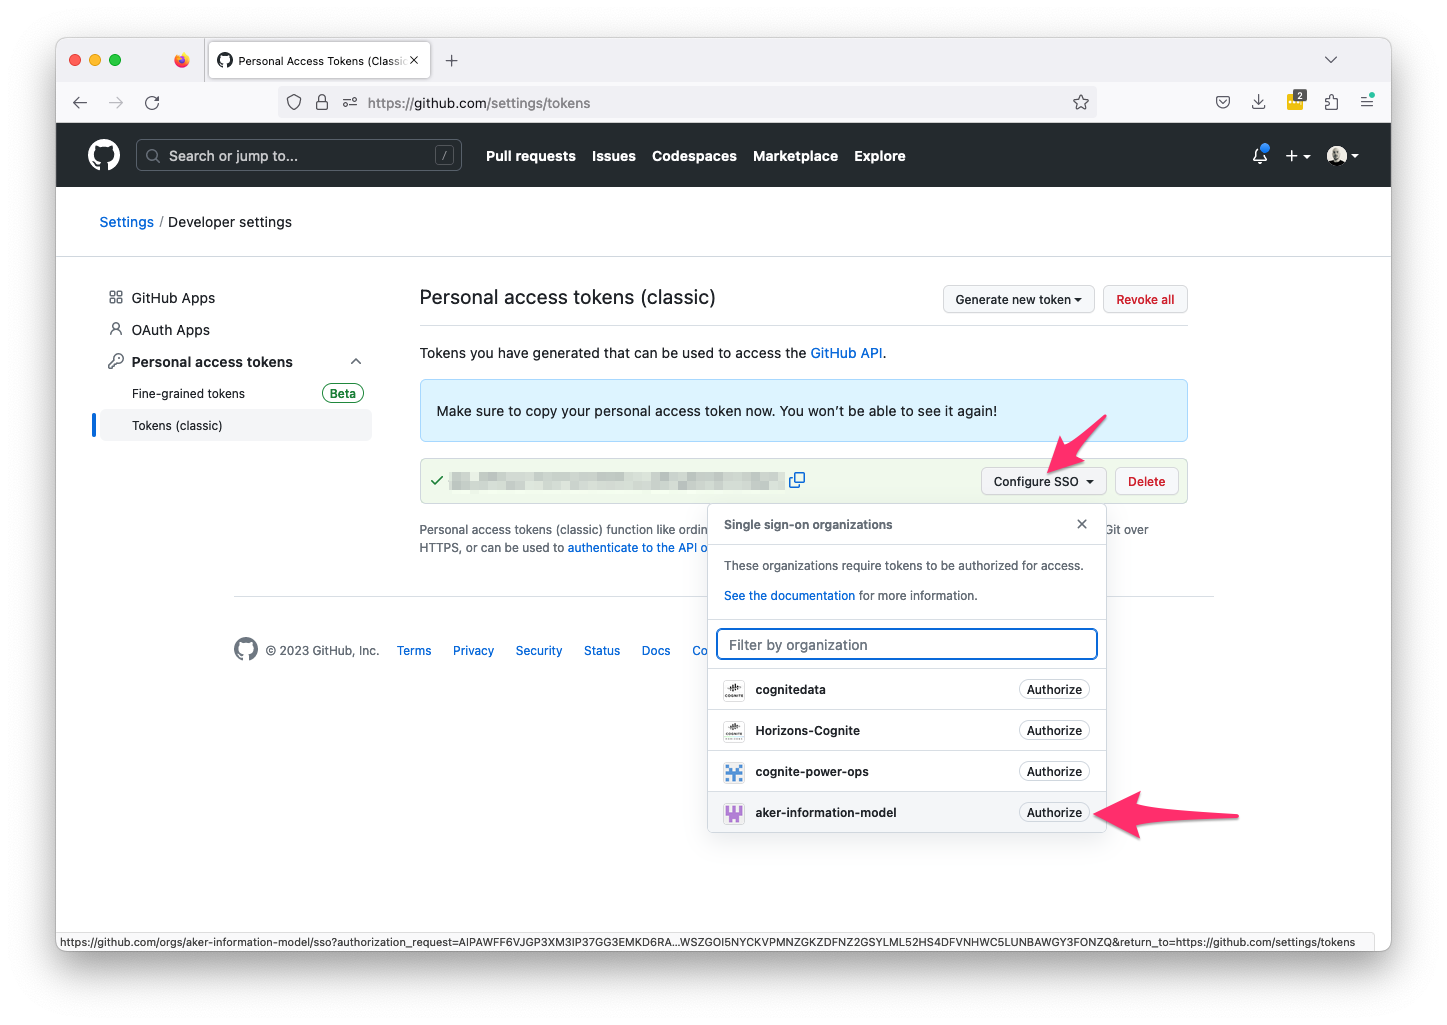 Personal Access Tokens (Classic
https://github.com/settings/tokens
2
Search or jump to...
/
Pull requests
Issues
Codespaces
Marketplace
Explore
Settings / Developer settings
GitHub Apps
OAuth Apps
Personal access tokens
Fine-grained tokens
Beta
Tokens (classic)
Personal access tokens (classic)
Generate new token
Revoke all
Tokens you have generated that can be used to access the GitHub API.
Make sure to copy your personal access token now. You won't be able to see it again!
Configure SSO
Delete
Personal access tokens (classic) function like
Git over
HTTPS, or can be used to authenticate to the API
Single sign-on organizations
These organizations require tokens to be authorized for access.
See the documentation for more information.
Filter by organization
cognitedata
Authorize
Horizons-Cognite
Authorize
cognite-power-ops
Authorize
aker-information-model
Authorize
© 2023 GitHub, Inc.
Terms
Privacy
Security
Status
Docs
Co
https://github.com/orgs/aker-information-model/sso?authorization_request=AIPAWFF6VJGP3XM3IP37GG3EMKD6RA...WSZGOI5NYCKVPMNZGKZDFNZ2GSYLML52HS4DFVNHWC5LUNBAWGY3FONZQ&return_to=https://github.com/settings/tokens